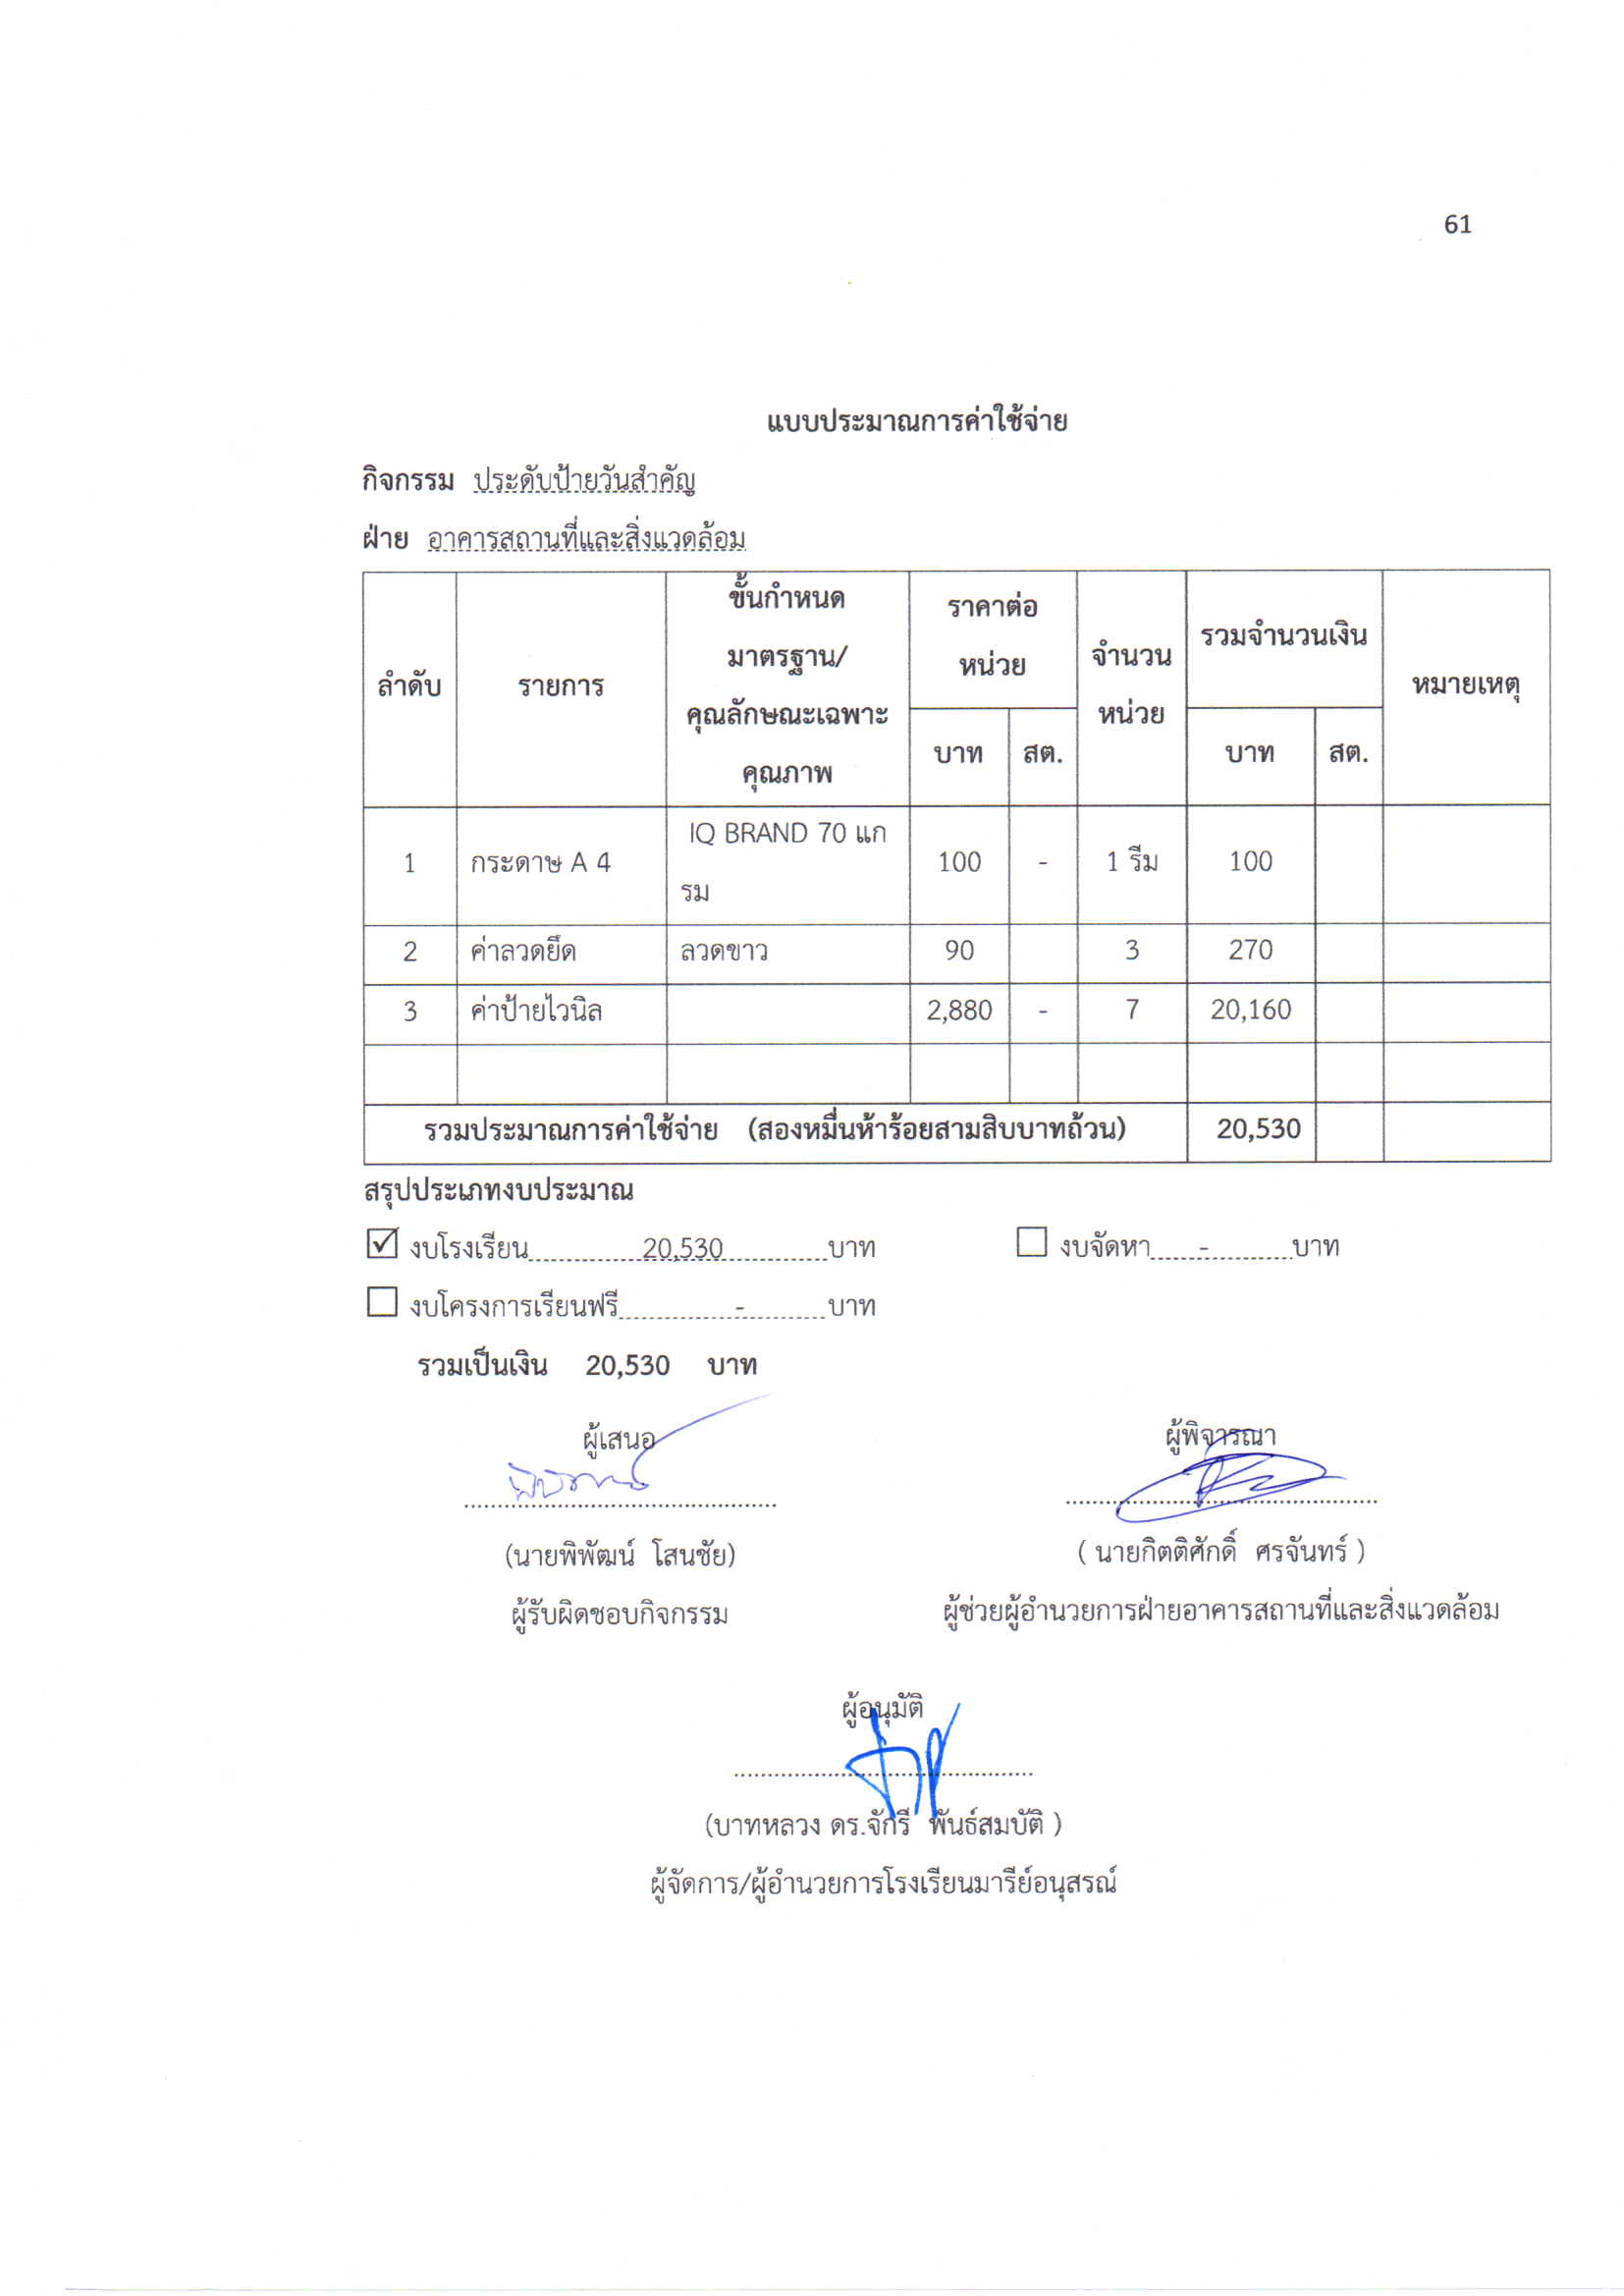 61
แบบประมาณการค่าใช้จ่าย
กิจกรรม ประดับป้ายวันสำคัญ
ฝ่าย อาคารสถานที่และสิ่งแวดล้อม
ลำดับ รายการ ขั้นกำหนดมาตรฐาน/คุณลักษณะเฉพาะคุณภาพ ราคาต่อหน่วย จำนวนหน่วย รวมจำนวนเงิน หมายเหตุ
บาท สต. บาท สต.
1 กระดาษ A 4 IQ BRAND 70 แกรม 100 - 1 รีม 100
2 ค่าลวดยึด ลวดขาว 90 3 270
3 ค่าป้ายไวนิล 2,880 - 7 20,160
รวมประมาณการค่าใช้จ่าย (สองหมื่นห้าร้อยสามสิบบาทถ้วน) 20,530
สรุปประเภทงบประมาณ
งบโรงเรียน 20,530 บาท งบจัดหา - บาท
งบโครงการเรียนฟรี - บาท
รวมเป็นเงิน 20,530 บาท
ผู้เสนอ ผู้พิจารณา
(นายพิพัฒน์ โสนชัย) ( นายกิตติศักดิ์ ศรจันทร์ )
ผู้รับผิดชอบกิจกรรม ผู้ช่วยผู้อำนวยการฝ่ายอาคารสถานที่และสิ่งแวดล้อม
ผู้อนุมัติ
(บาทหลวง ดร.จักรี พันธ์สมบัติ )
ผู้จัดการ/ผู้อำนวยการโรงเรียนมารีย์อนุสรณ์